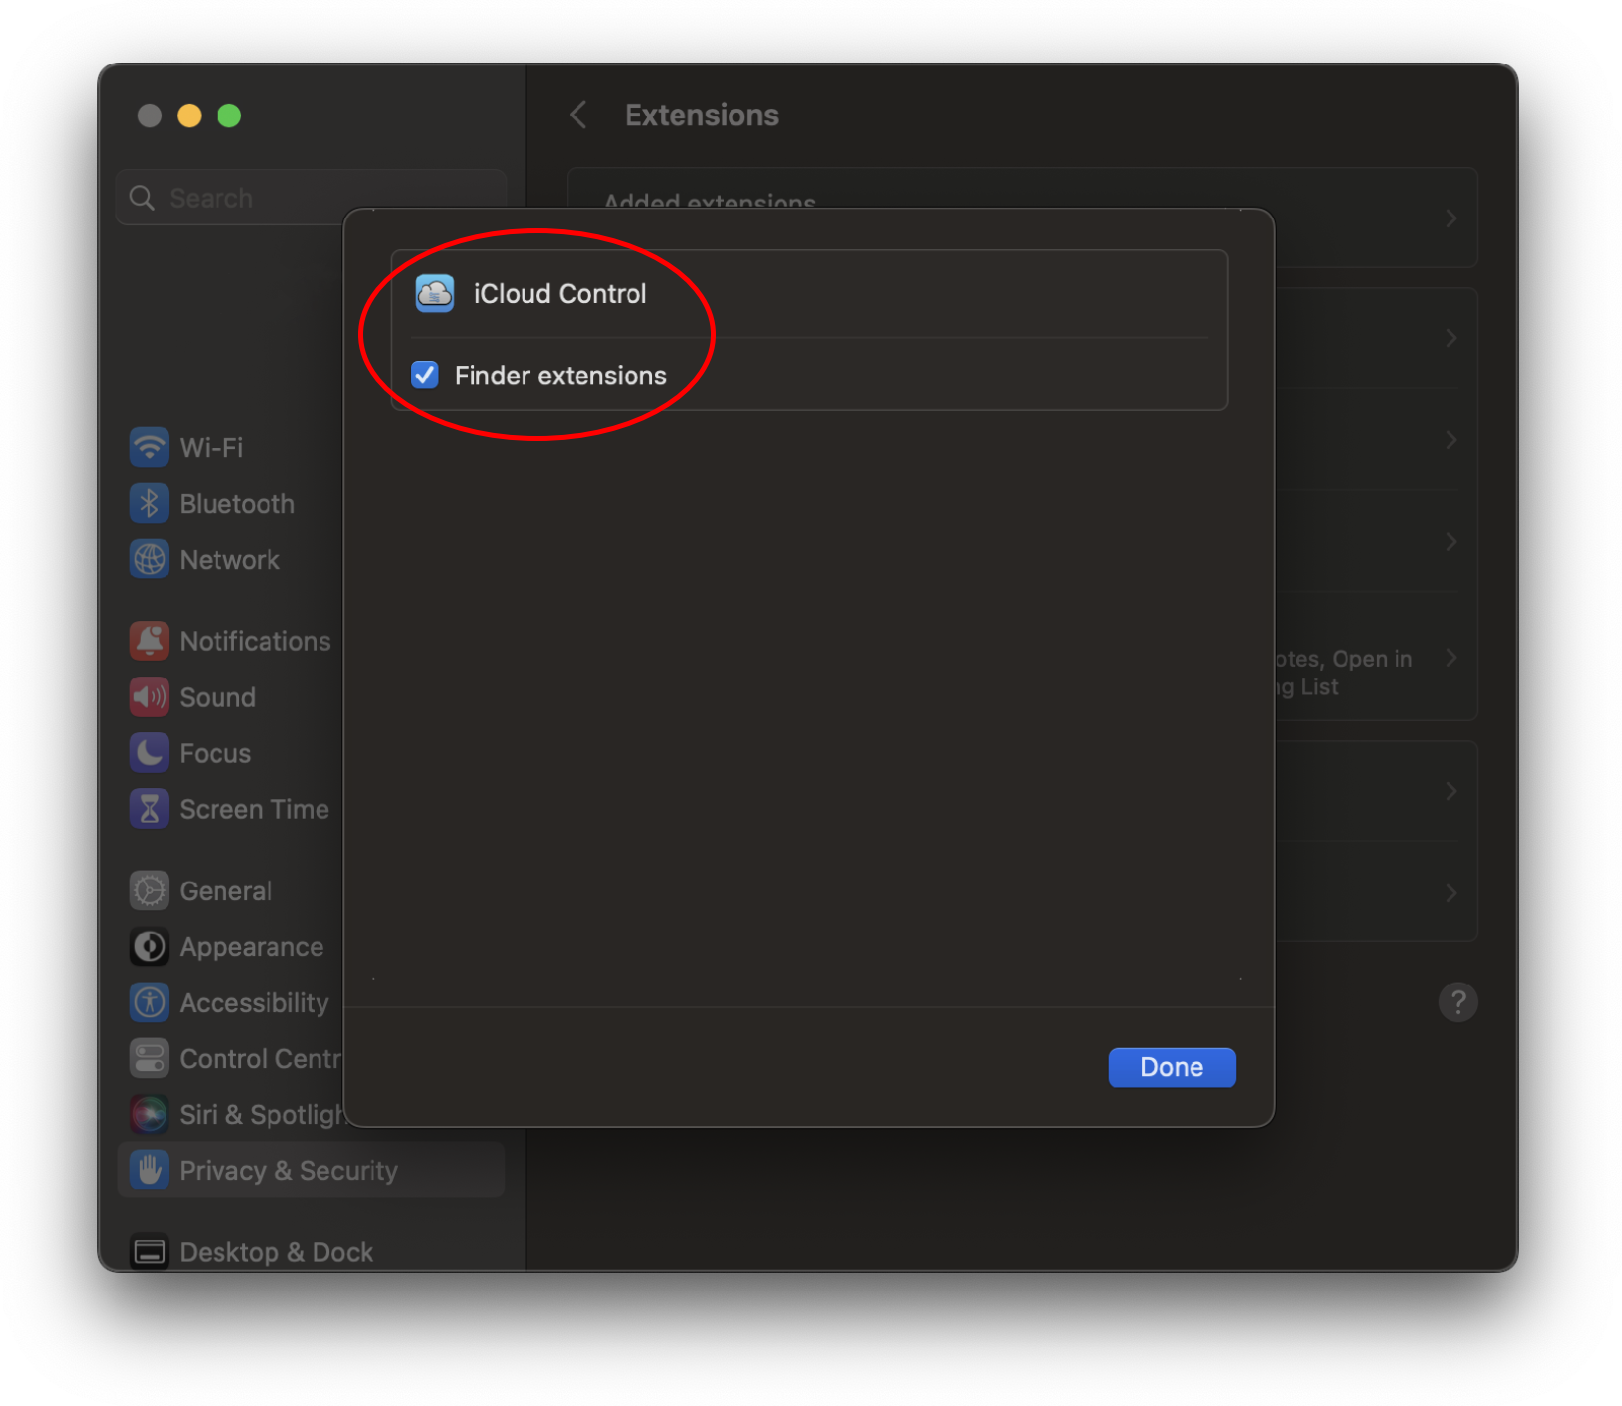 Extensions
Search
Added extensions
iCloud Control
Finder extensions
Wi-Fi
Bluetooth
Network
Notifications
otes, Open in
g List
Sound
Focus
Screen Time
General
Appearance
Accessibility
?
Control Centr
Done
Siri & Spotligh
Privacy & Security
Desktop & Dock